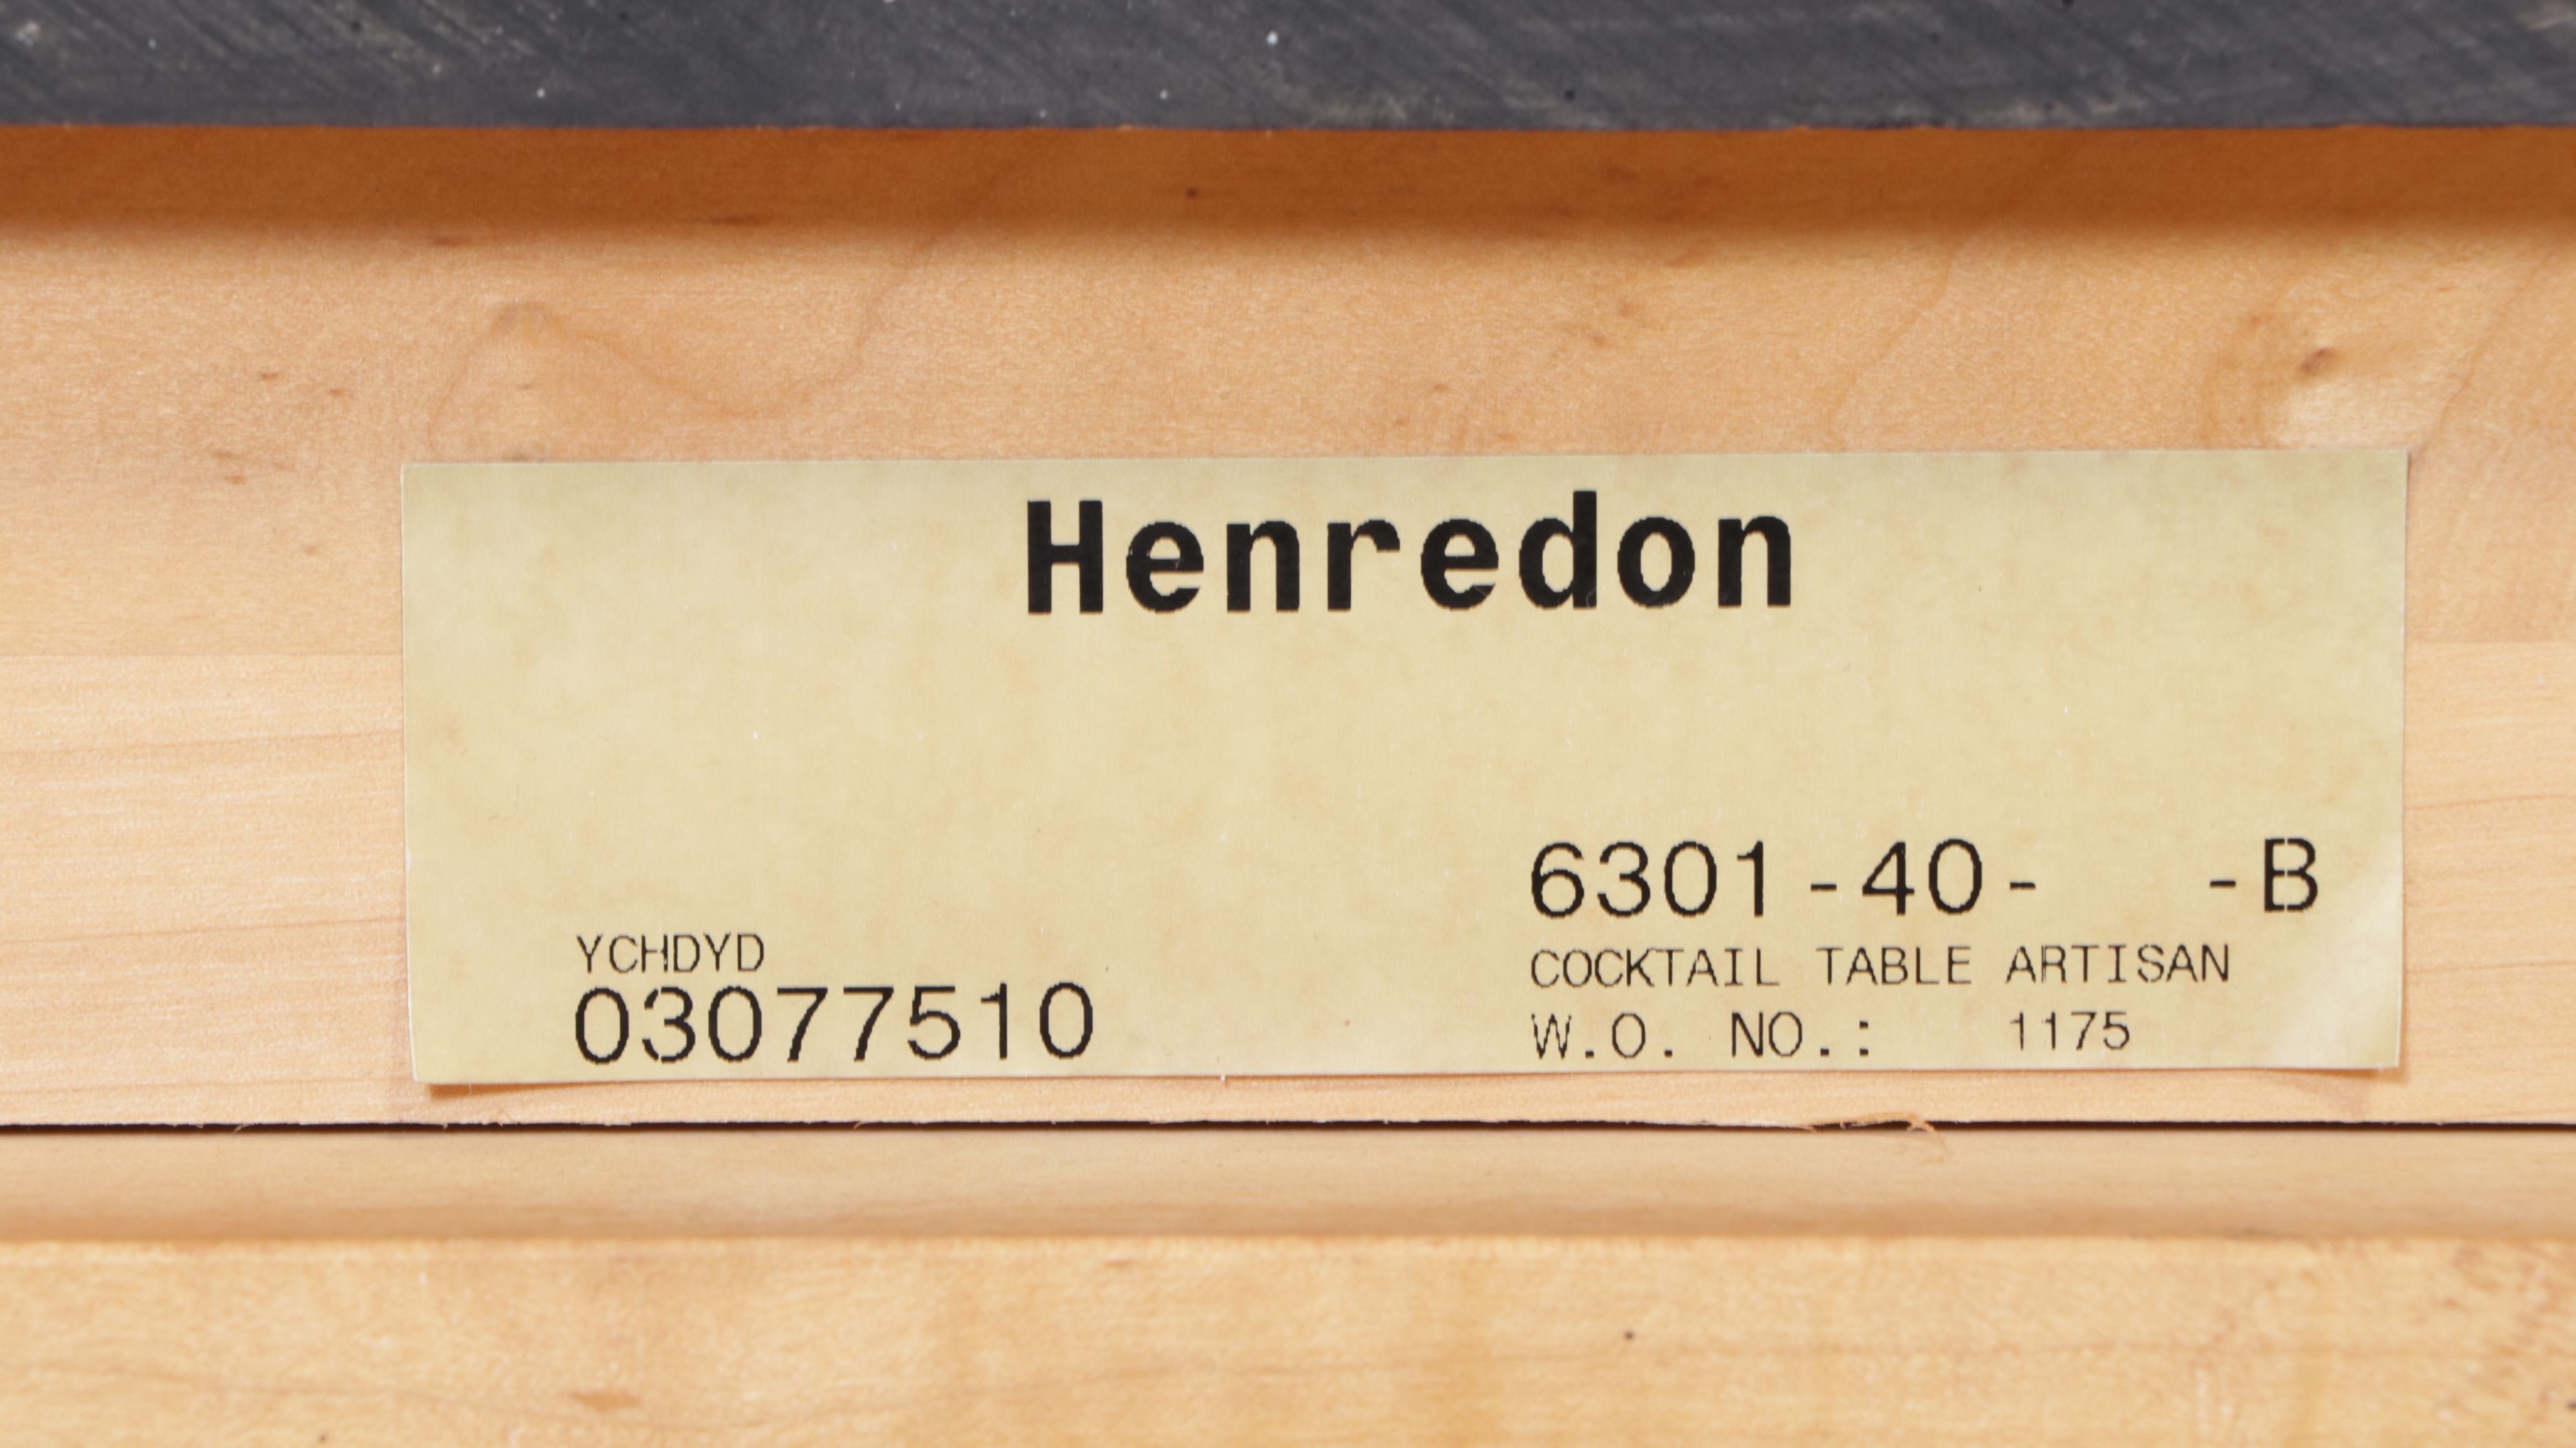 Henredon
6301-40-   -B
YCHDYD
COCKTAIL TABLE ARTISAN
03077510
W.O. NO.:   1175